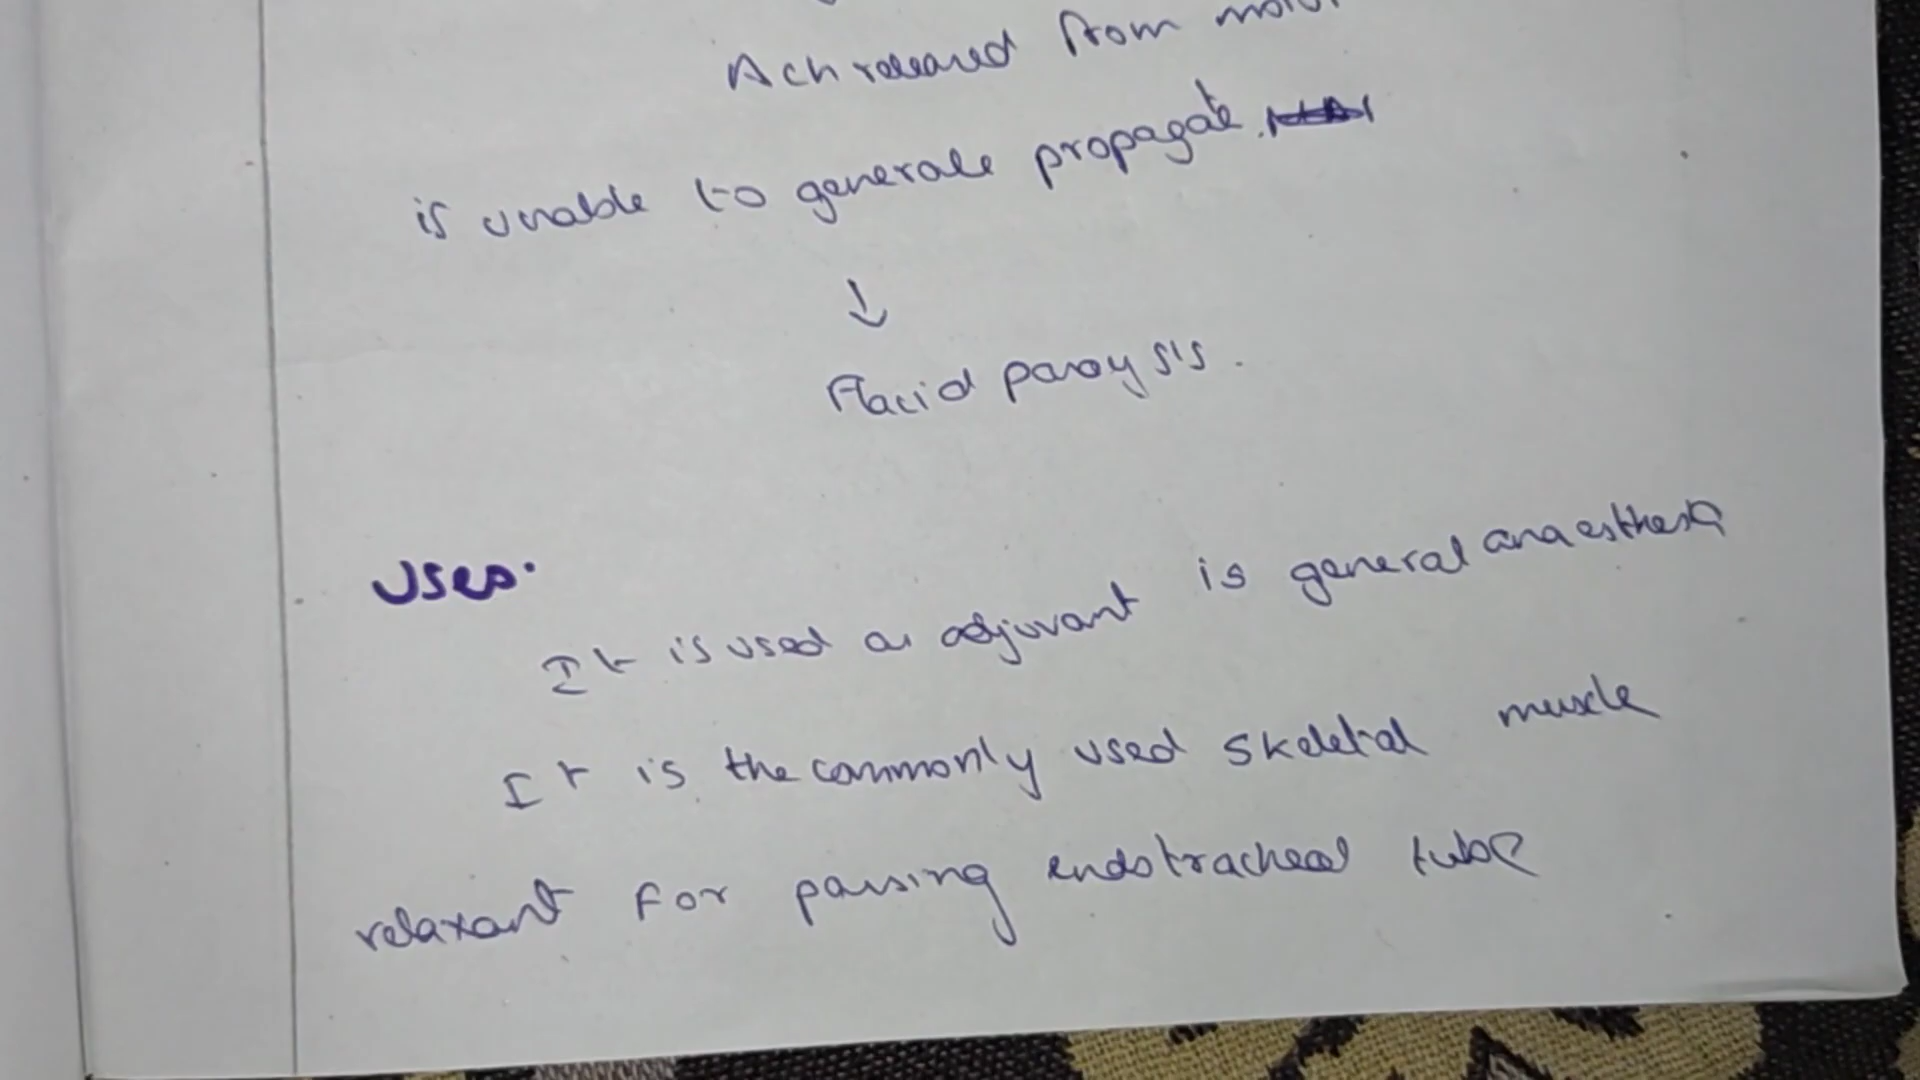 Ach released from
is unable to generate propagate.
↓
Flacid paroysis.
Uses.
It is used as adjuvant is general anaesthesia
It is the commonly used skeletal muscle
relaxant for passing endotracheal tube